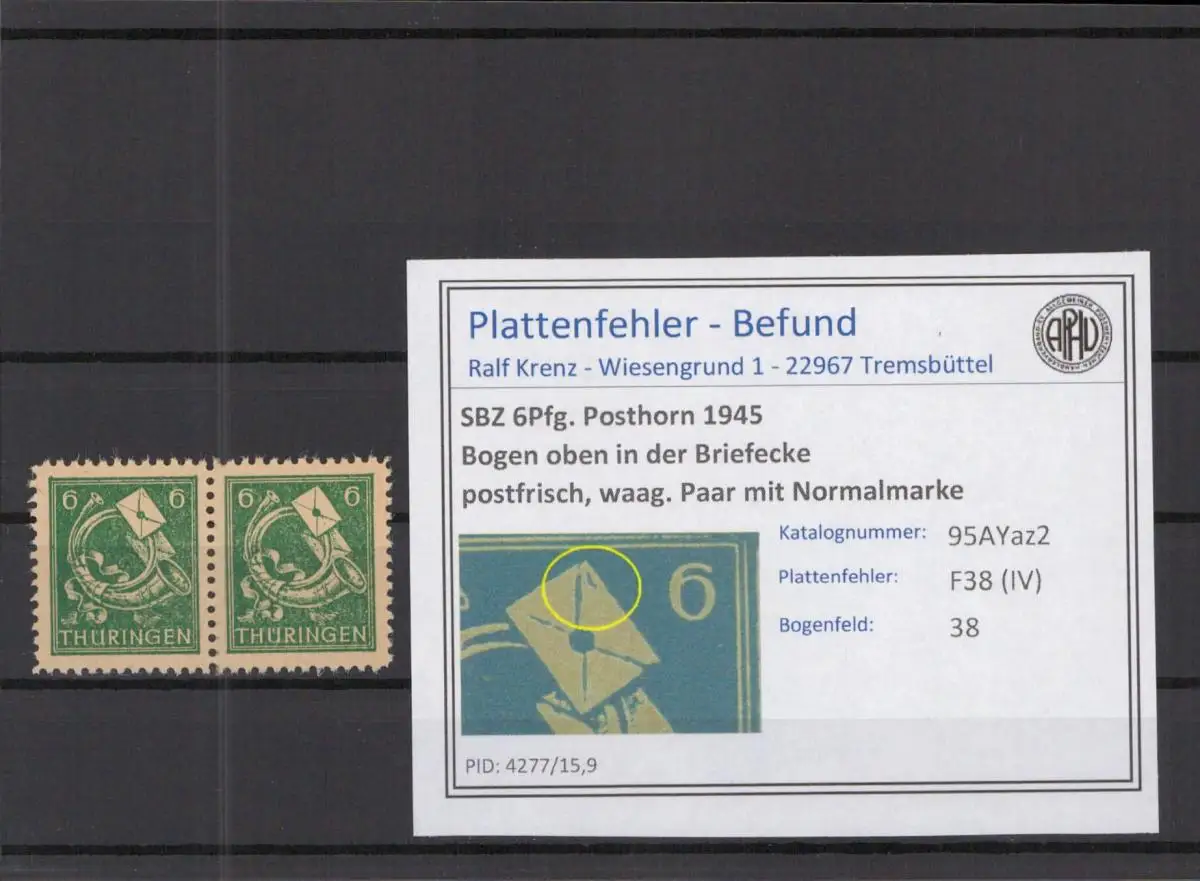 6 6
THÜRINGEN
6 6
THÜRINGEN
Plattenfehler - Befund
Ralf Krenz - Wiesengrund 1 - 22967 Tremsbüttel
APHV
SBZ 6Pfg. Posthorn 1945
Bogen oben in der Briefecke
postfrisch, waag. Paar mit Normalmarke
6
Katalognummer: 95AYaz2
Plattenfehler: F38 (IV)
Bogenfeld: 38
PID: 4277/15,9